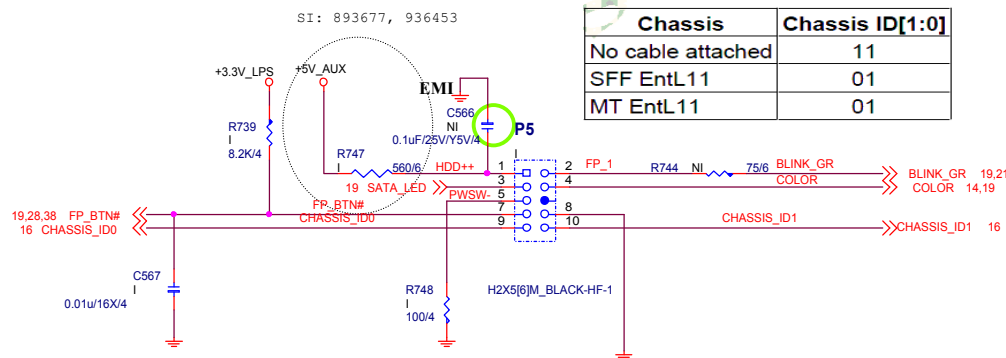 SI: 893677, 936453
Chassis Chassis ID[1:0]
No cable attached 11
SFF EntL11 01
MT EntL11 01
+3.3V_LPS
+5V_AUX
EMI
C566
NI
0.1uF/25V/Y5V/4
P5
I
R739
I
8.2K/4
R747
I
560/6
HDD++
1
2
FP_1
R744
NI
75/6
BLINK_GR
BLINK_GR 19,21
19 SATA_LED
3
4
COLOR
COLOR 14,19
PWSW-
5
FP_BTN#
19,28,38 FP_BTN#
7
8
CHASSIS_ID0
16 CHASSIS_ID0
9
10
CHASSIS_ID1
CHASSIS_ID1 16
C567
I
0.01u/16X/4
R748
I
100/4
H2X5[6]M_BLACK-HF-1